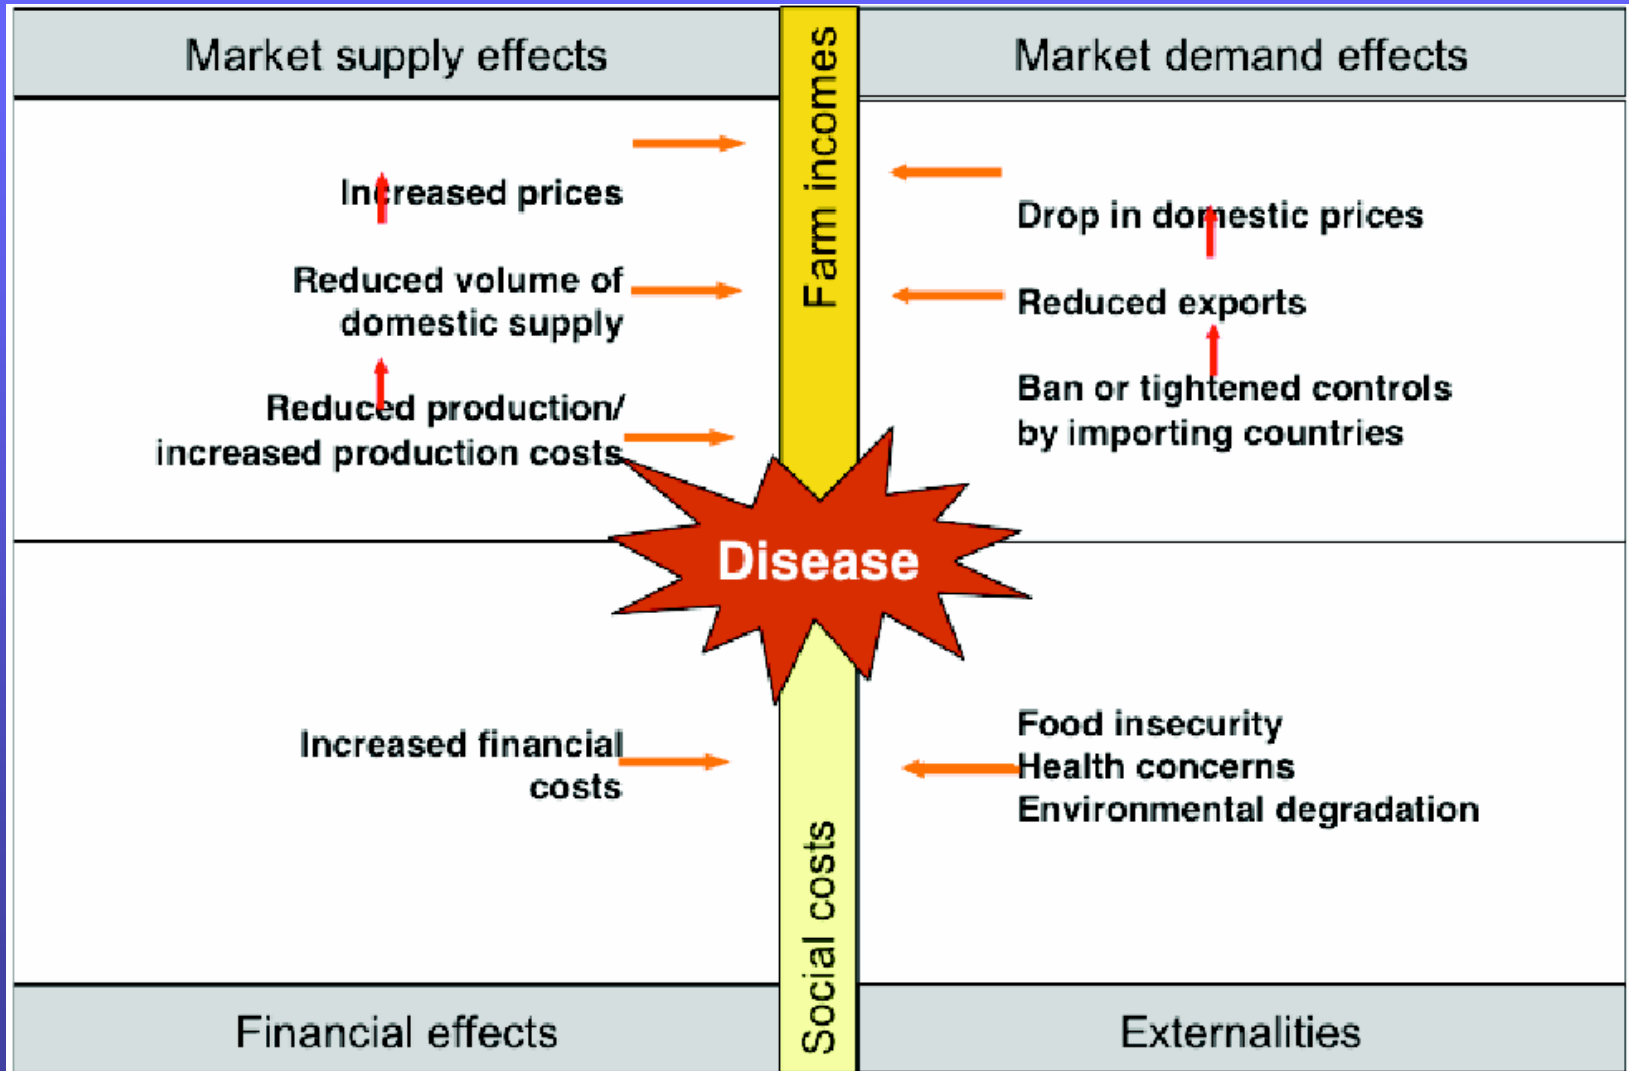 Market supply effects
Market demand effects
Farm incomes
Increased prices
Reduced volume of
domestic supply
Reduced production/
increased production costs
Drop in domestic prices
Reduced exports
Ban or tightened controls
by importing countries
Disease
Increased financial
costs
Food insecurity
Health concerns
Environmental degradation
Social costs
Financial effects
Externalities